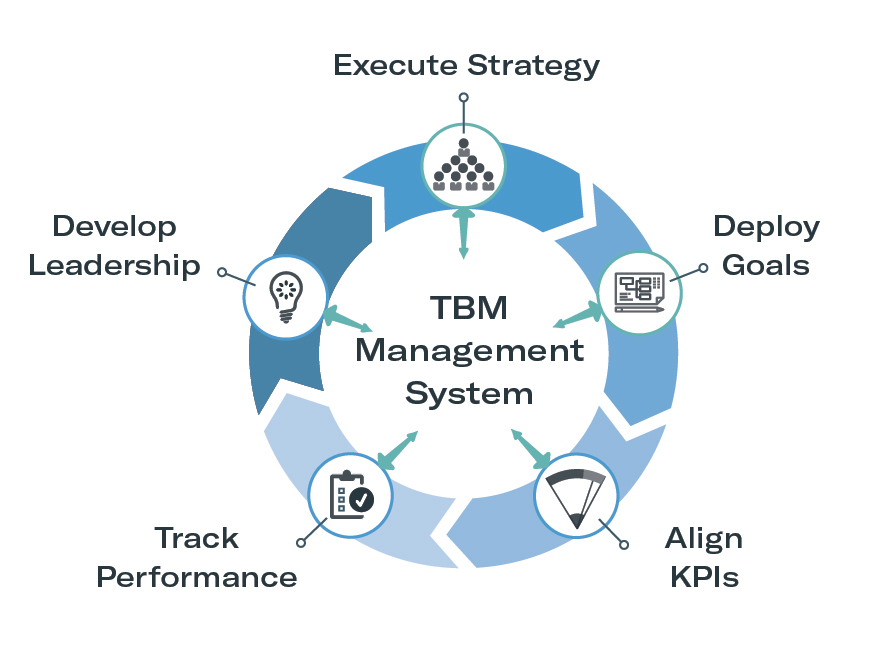 Execute Strategy
Develop
Leadership
Deploy
Goals
TBM
Management
System
Track
Performance
Align
KPIs